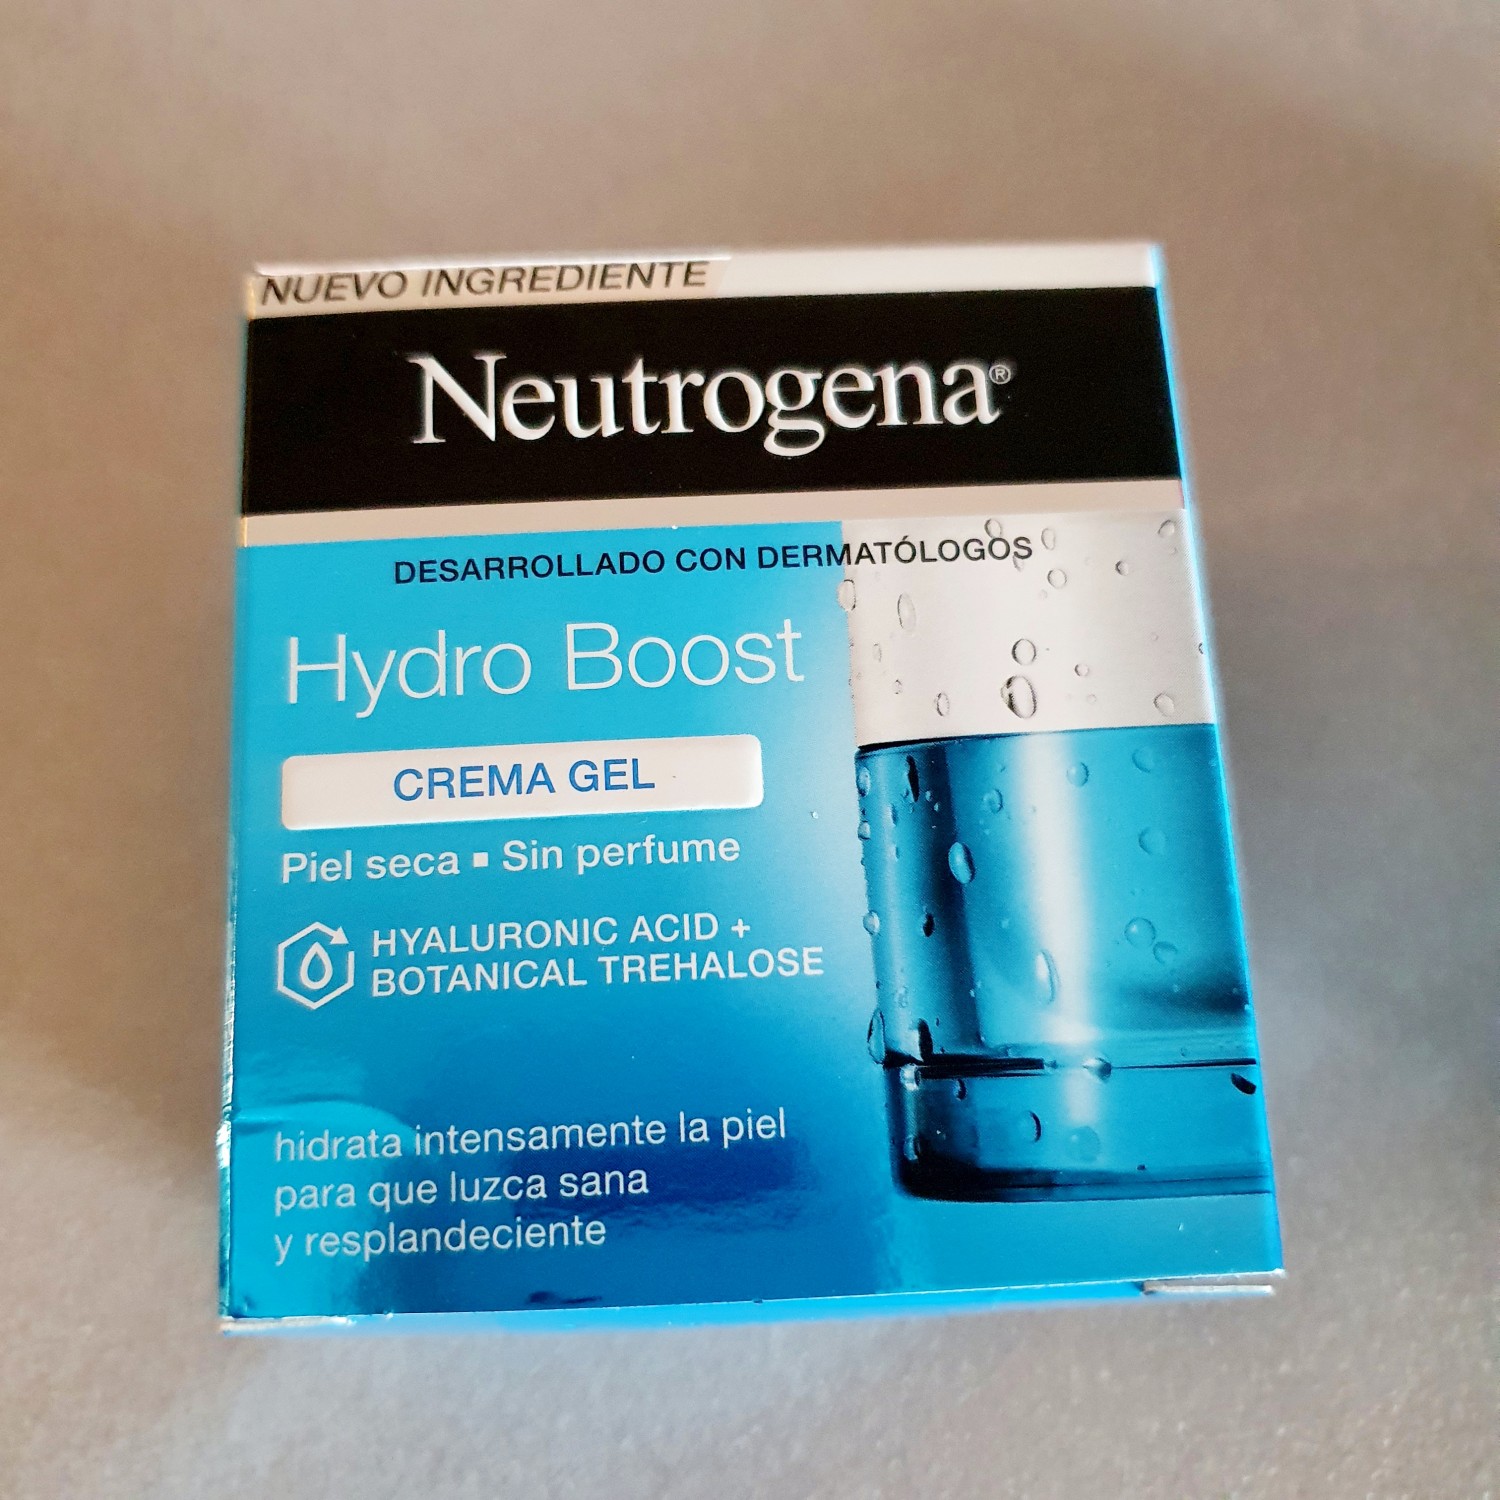 NUEVO INGREDIENTE
Neutrogena®
DESARROLLADO CON DERMATÓLOGOS
Hydro Boost
CREMA GEL
Piel seca ▪ Sin perfume
HYALURONIC ACID +
BOTANICAL TREHALOSE
hidrata intensamente la piel
para que luzca sana
y resplandeciente